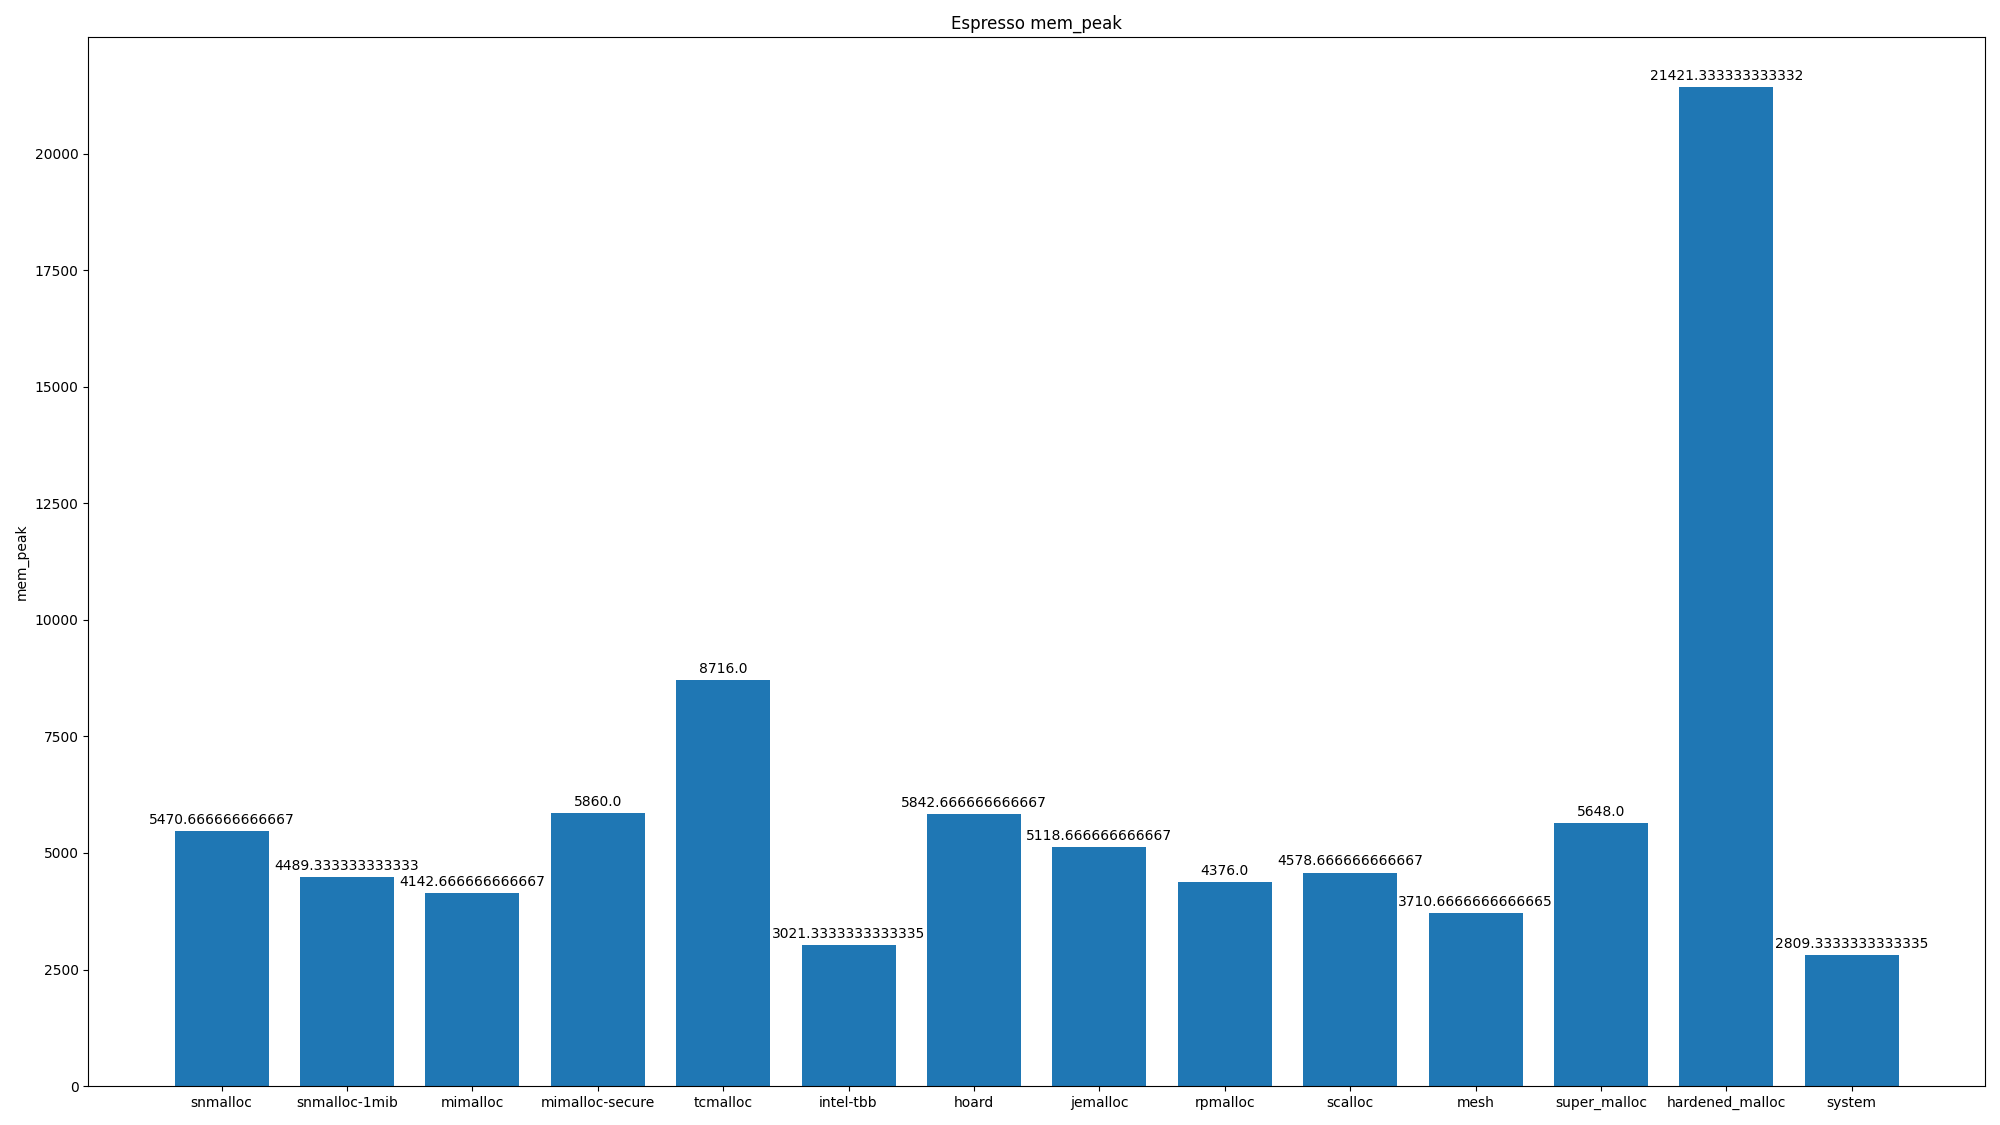 Espresso mem_peak
mem_peak
20000
17500
15000
12500
10000
7500
5000
2500
0
5470.666666666667
4489.333333333333
4142.666666666667
5860.0
8716.0
3021.3333333333335
5842.666666666667
5118.666666666667
4376.0
4578.666666666667
3710.6666666666665
5648.0
21421.333333333332
2809.3333333333335
snmalloc
snmalloc-1mib
mimalloc
mimalloc-secure
tcmalloc
intel-tbb
hoard
jemalloc
rpmalloc
scalloc
mesh
super_malloc
hardened_malloc
system